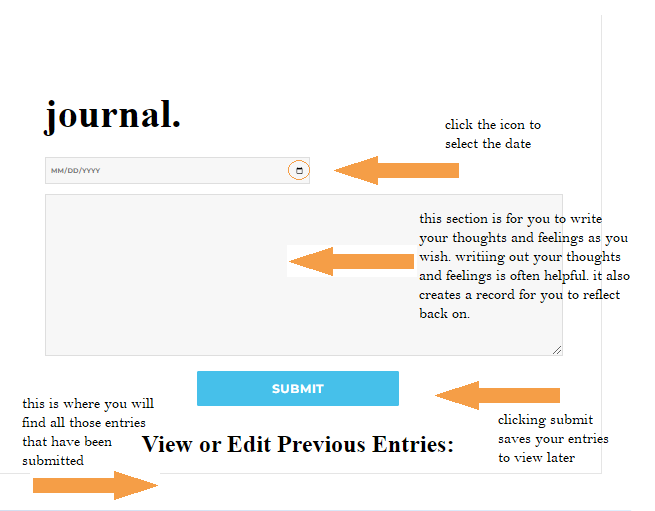 journal.
click the icon to
select the date
MM/DD/YYYY
this section is for you to write
your thoughts and feelings as you
wish. writiing out your thoughts
and feelings is often helpful. it also
creates a record for you to reflect
back on.
SUBMIT
this is where you will
find all those entries
that have been
submitted
clicking submit
saves your entries
to view later
View or Edit Previous Entries: